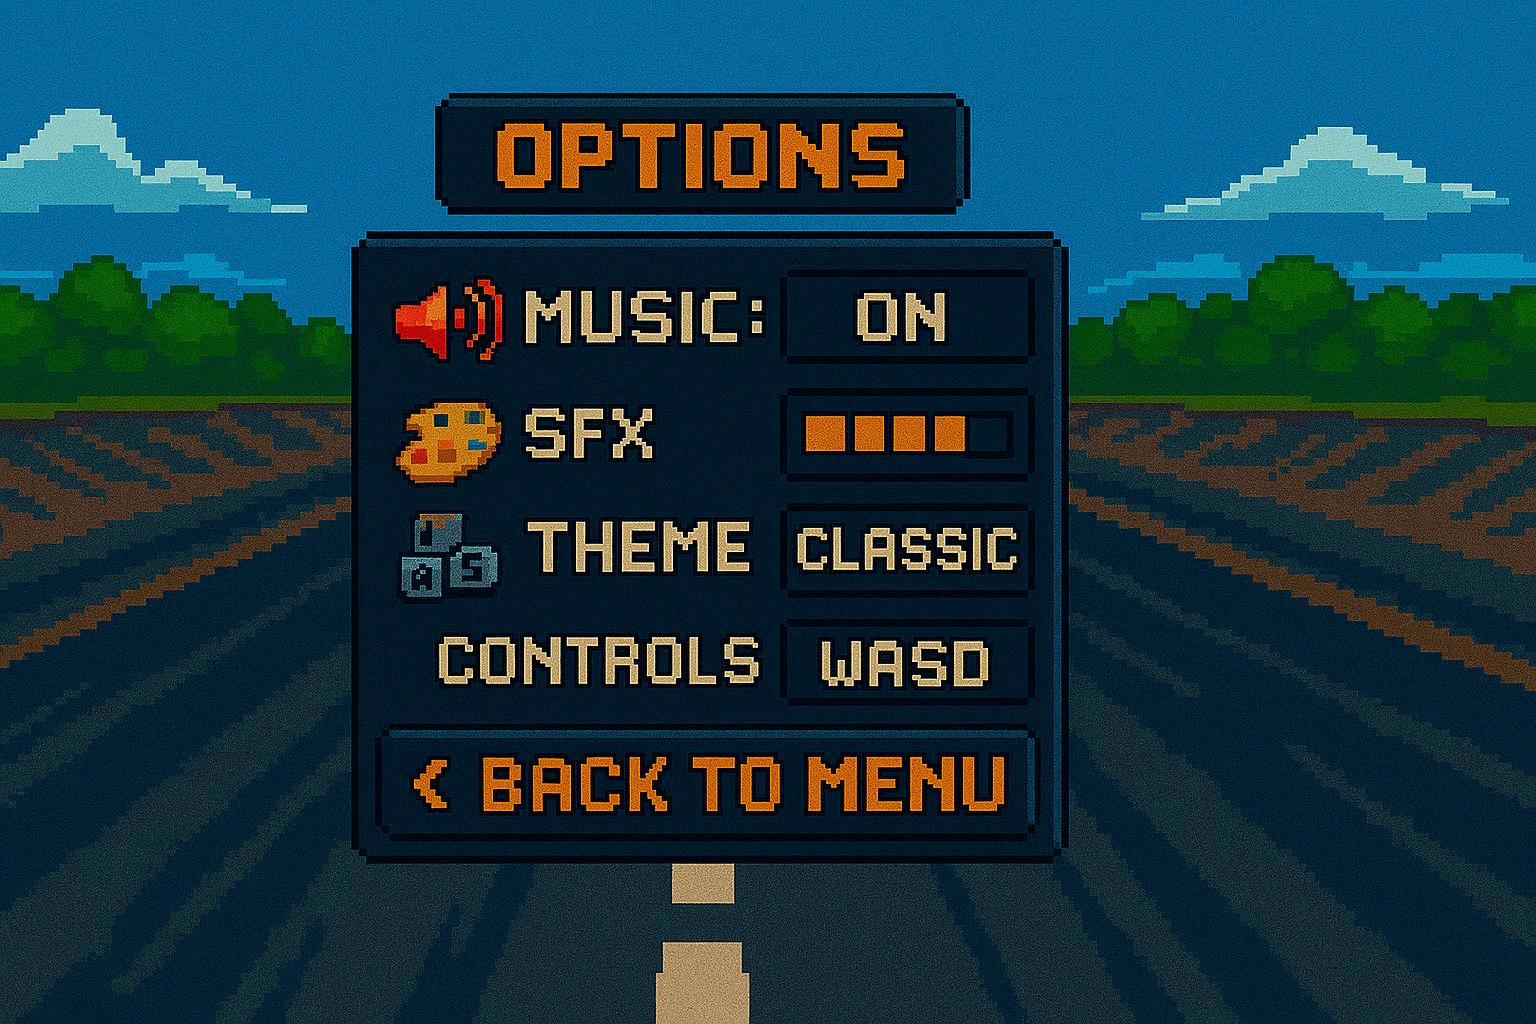 OPTIONS
MUSIC: ON
SFX
THEME CLASSIC
CONTROLS WASD
< BACK TO MENU